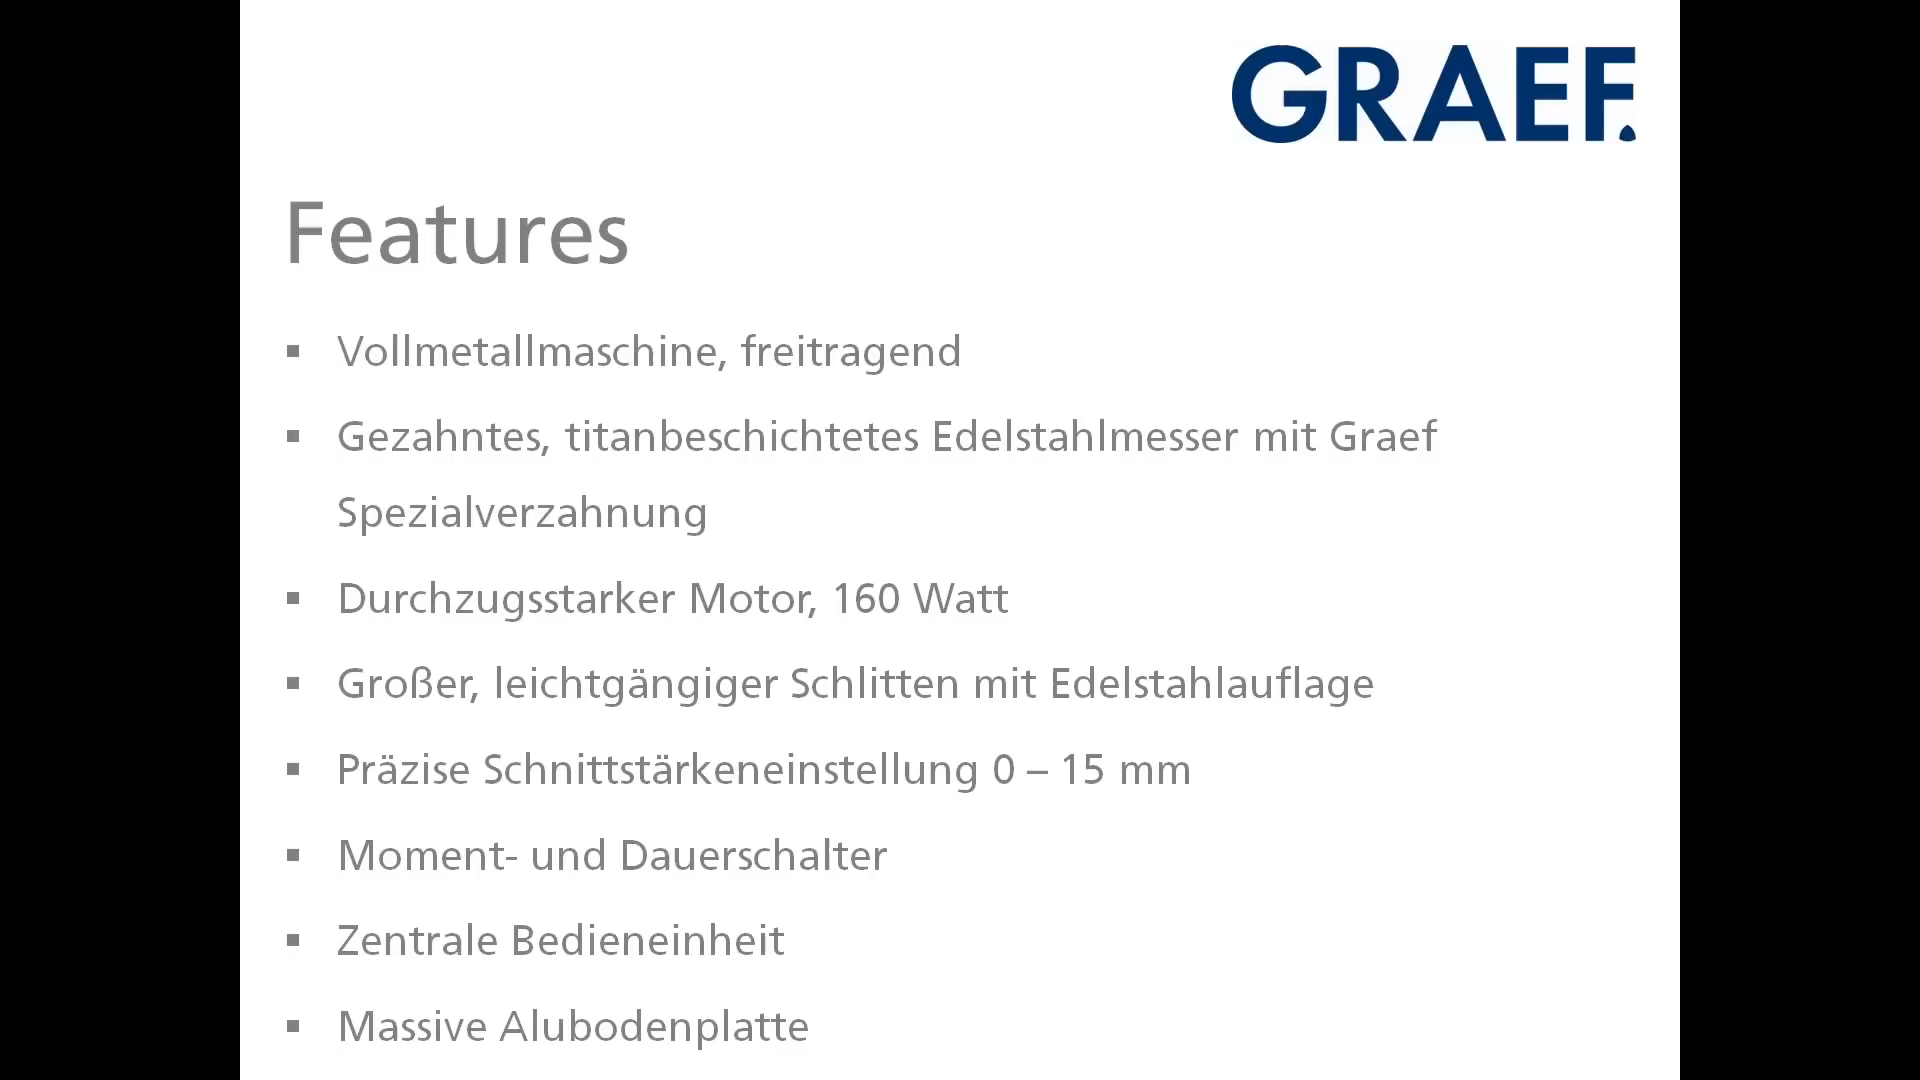 GRAEF.
Features
▪ Vollmetallmaschine, freitragend
▪ Gezahntes, titanbeschichtetes Edelstahlmesser mit Graef
Spezialverzahnung
▪ Durchzugsstarker Motor, 160 Watt
▪ Großer, leichtgängiger Schlitten mit Edelstahlauflage
▪ Präzise Schnittstärkeneinstellung 0 – 15 mm
▪ Moment- und Dauerschalter
▪ Zentrale Bedieneinheit
▪ Massive Alubodenplatte